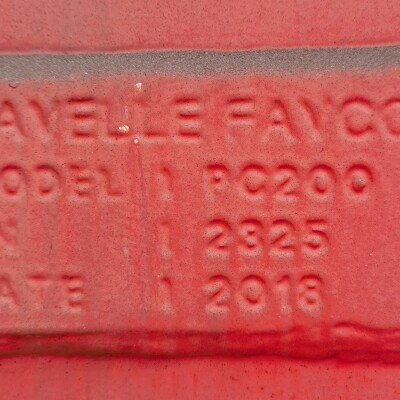 AVELLE FAVCO
ODEL : PC200
N : 2325
ATE : 2018